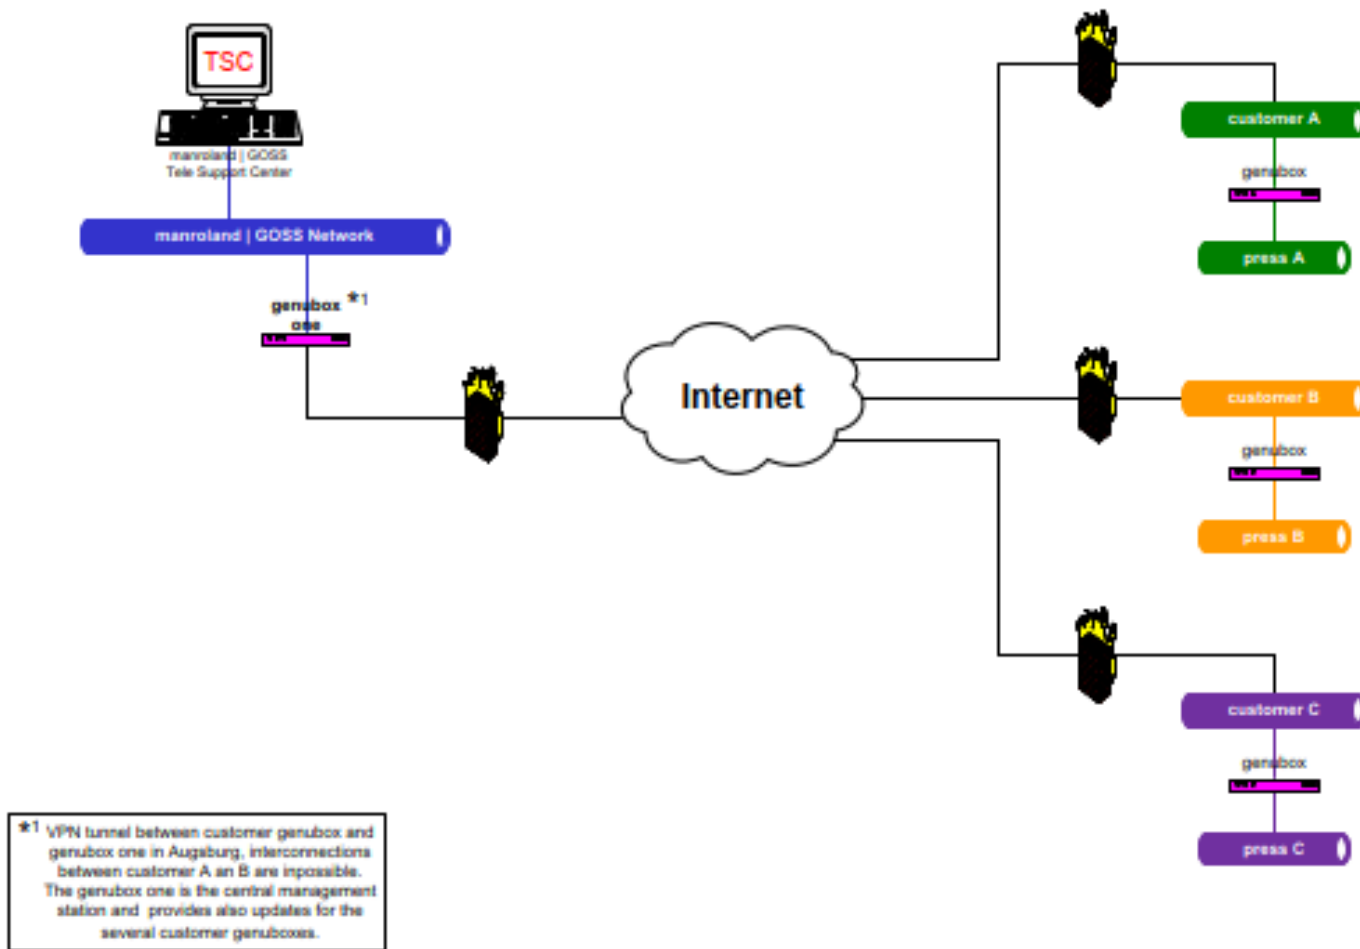 TSC
manroland | GOSS
Tele Support Center
manroland | GOSS Network
genubox *1
one
Internet
customer A
genubox
press A
customer B
genubox
press B
customer C
genubox
press C
*1 VPN tunnel between customer genubox and
genubox one in Augsburg, interconnections
between customer A an B are inpossible.
The genubox one is the central management
station and provides also updates for the
several customer genuboxes.